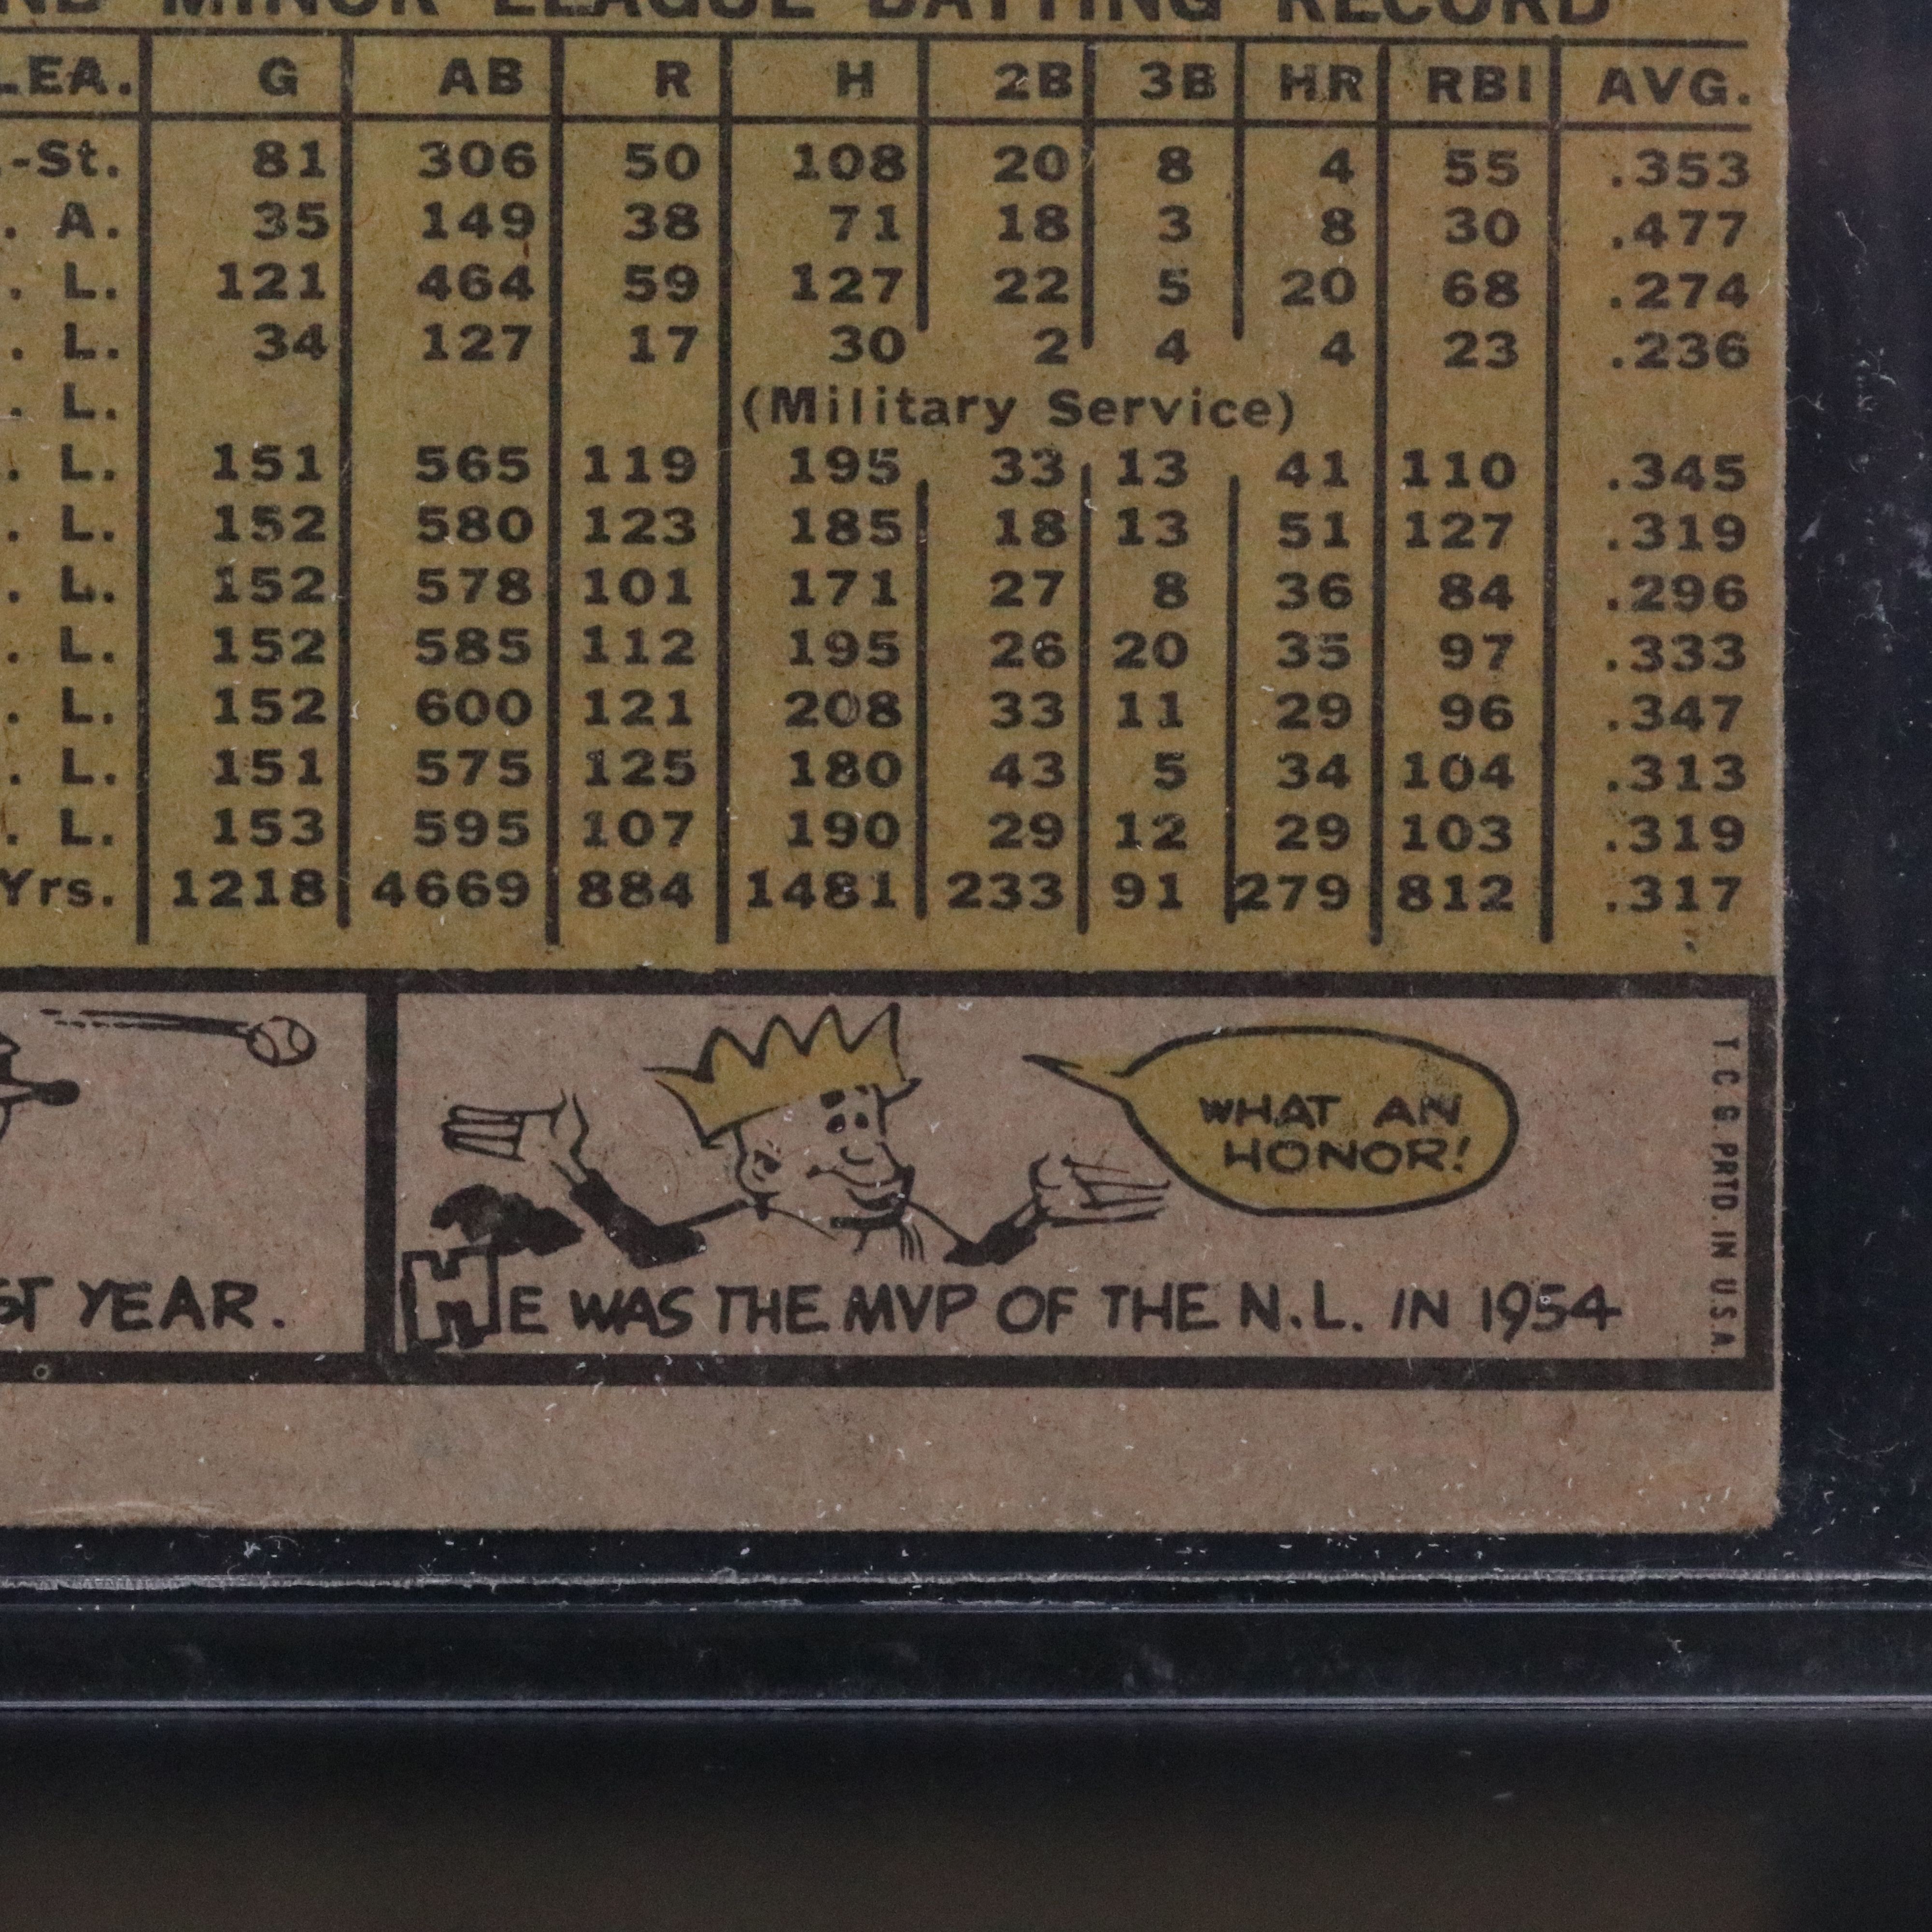 ND MINOR LEAGUE BATTING RECORD
LEA. G AB R H 2B 3B HR RBI AVG.
.-St. 81 306 50 108 20 8 4 55 .353
. A. 35 149 38 71 18 3 8 30 .477
. L. 121 464 59 127 22 5 20 68 .274
. L. 34 127 17 30 2 4 4 23 .236
. L. (Military Service)
. L. 151 565 119 195 33 13 41 110 .345
. L. 152 580 123 185 18 13 51 127 .319
. L. 152 578 101 171 27 8 36 84 .296
. L. 152 585 112 195 26 20 35 97 .333
. L. 152 600 121 208 33 11 29 96 .347
. L. 151 575 125 180 43 5 34 104 .313
. L. 153 595 107 190 29 12 29 103 .319
Yrs. 1218 4669 884 1481 233 91 279 812 .317
ST YEAR.
WHAT AN
HONOR!
HE WAS THE MVP OF THE N.L. IN 1954
T.C.G. PRTD. IN U.S.A.